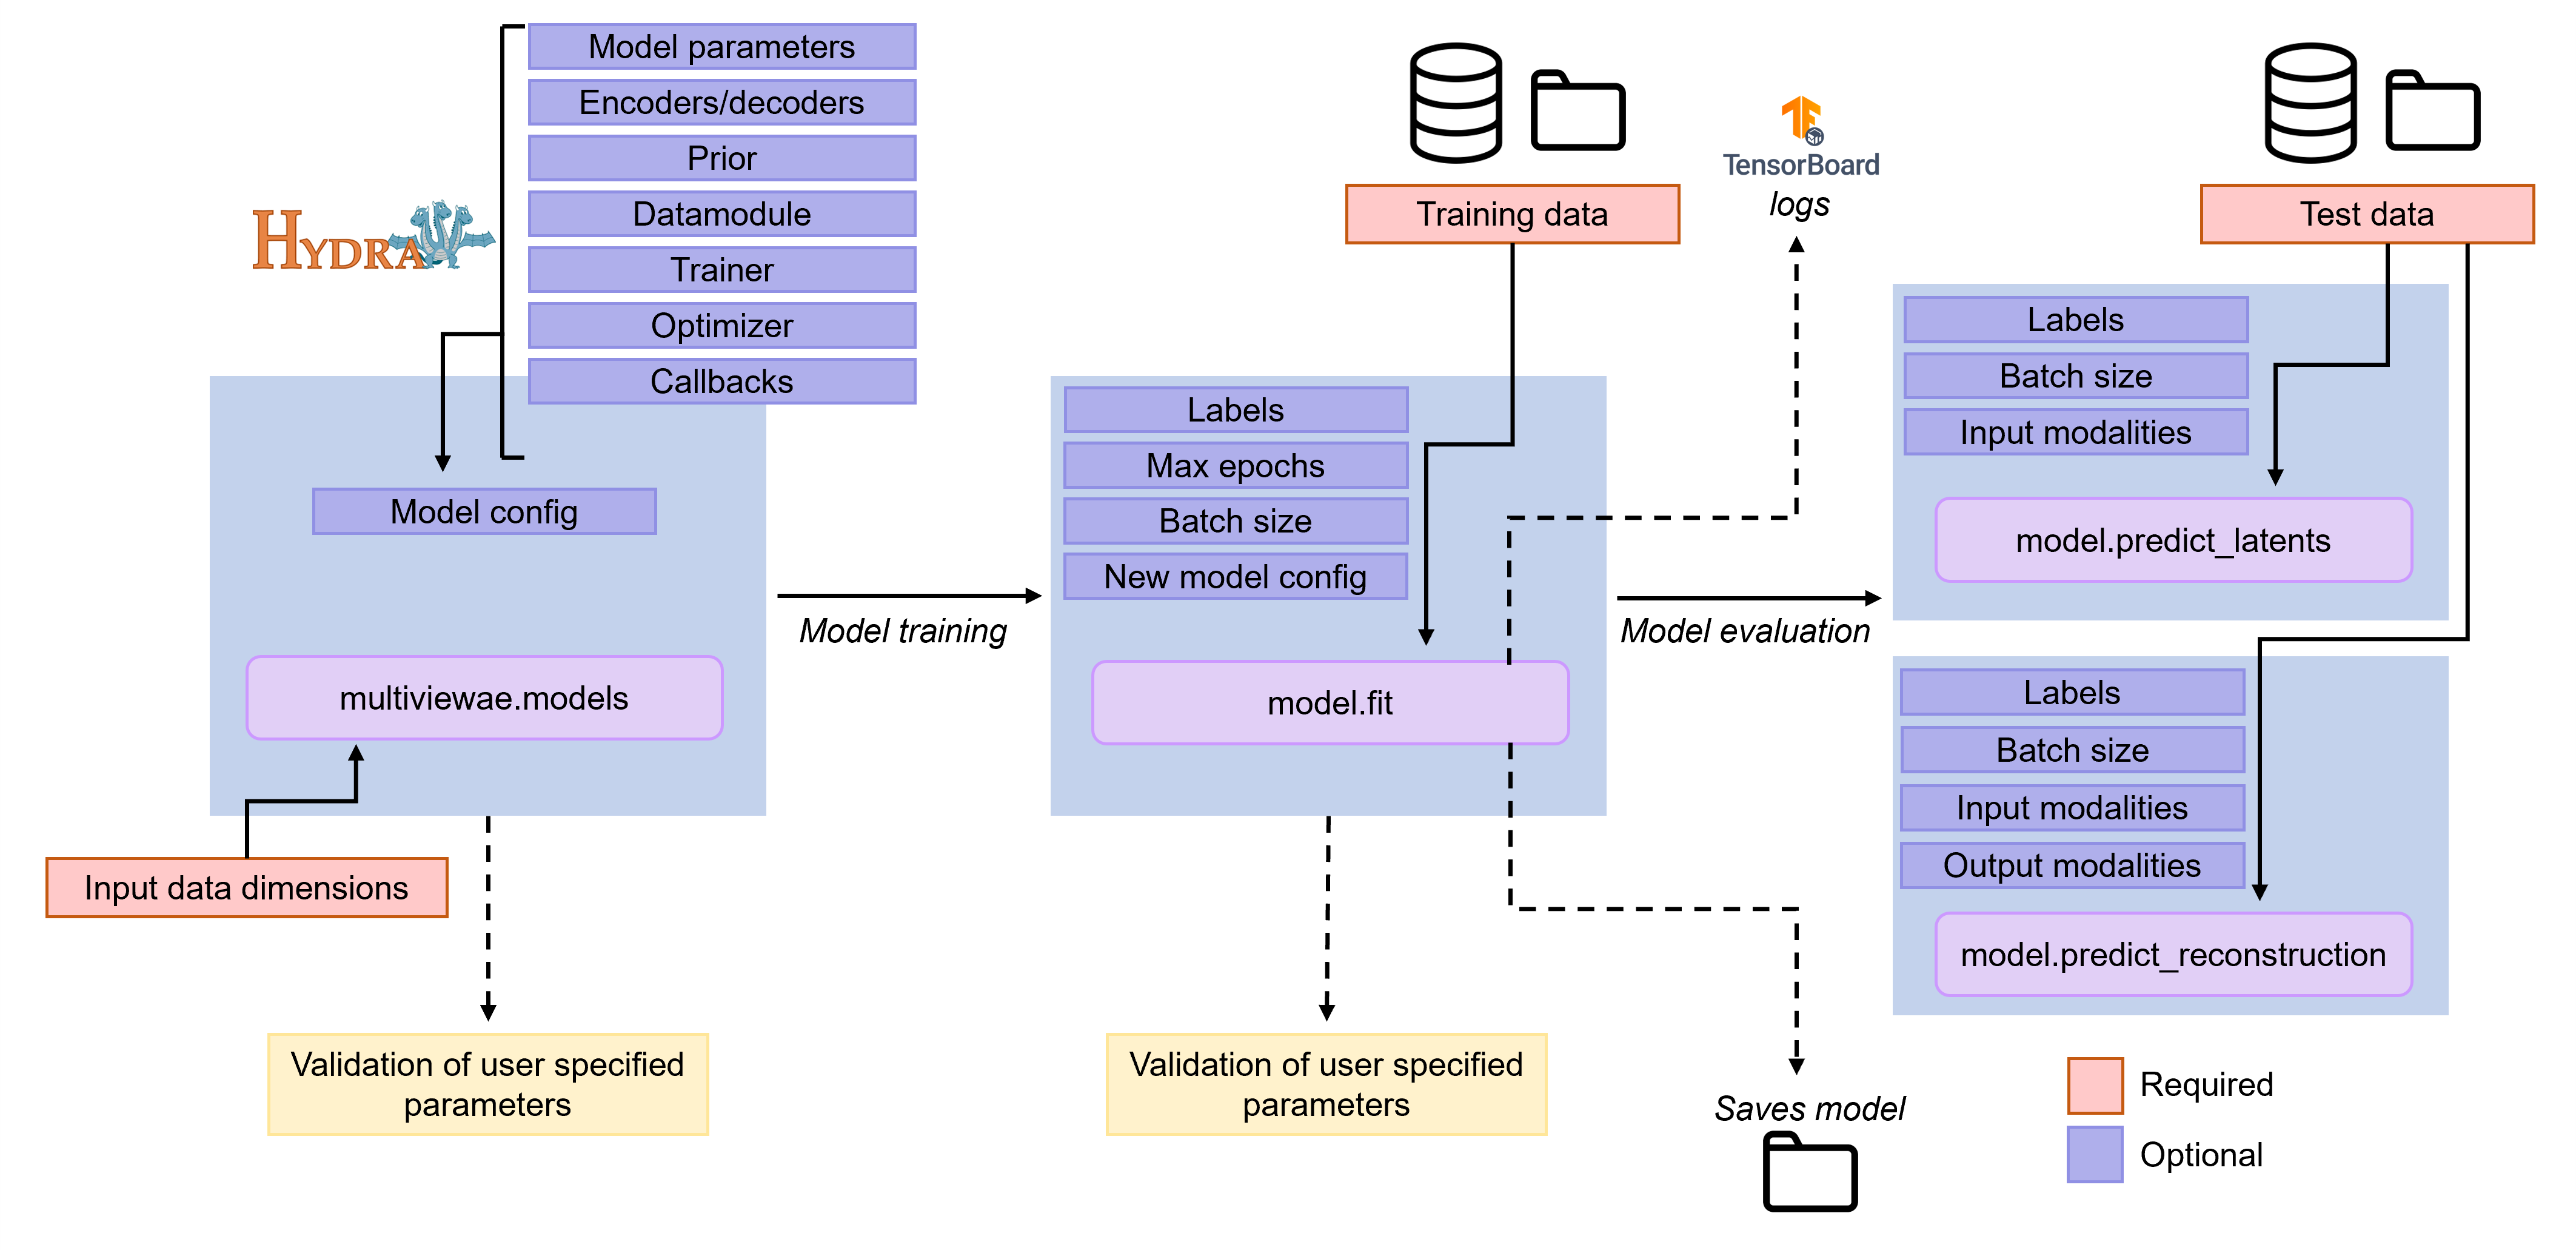 Model parameters
Encoders/decoders
Prior
Datamodule
Trainer
Optimizer
Callbacks
HYDRA
Model config
multiviewae.models
Input data dimensions
Validation of user specified
parameters
Model training
Training data
Labels
Max epochs
Batch size
New model config
model.fit
Validation of user specified
parameters
TensorBoard
logs
Model evaluation
Saves model
Test data
Labels
Batch size
Input modalities
model.predict_latents
Labels
Batch size
Input modalities
Output modalities
model.predict_reconstruction
Required
Optional